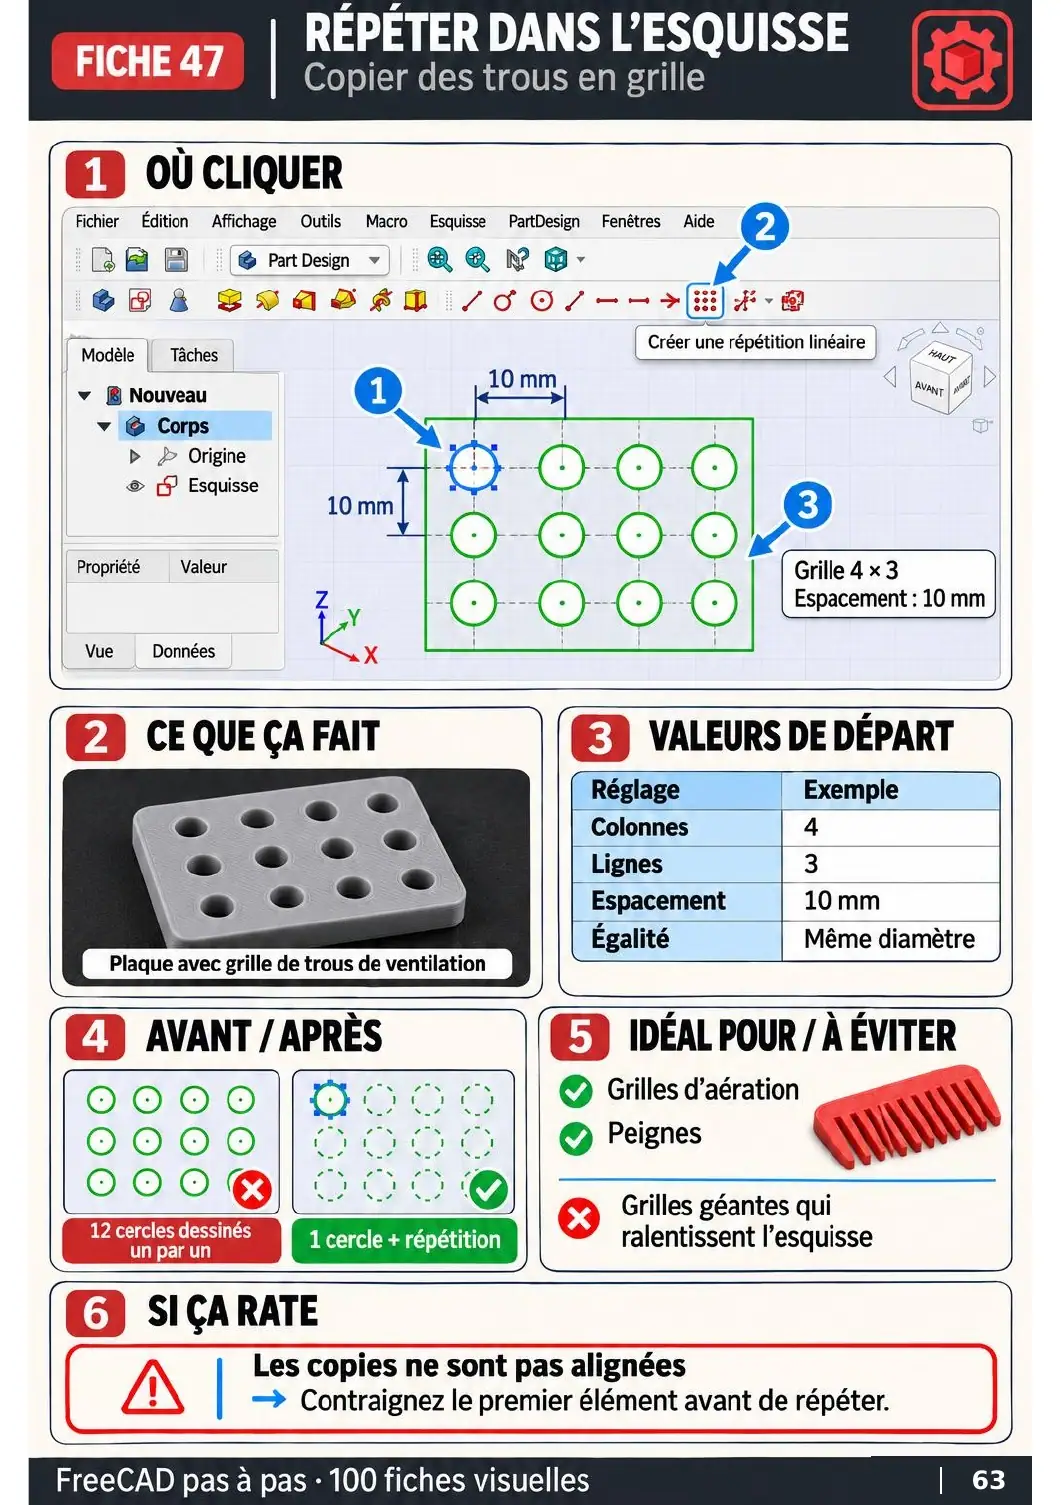 FICHE 47
RÉPÉTER DANS L'ESQUISSE
Copier des trous en grille
1 OÙ CLIQUER
Fichier Édition Affichage Outils Macro Esquisse PartDesign Fenêtres Aide
2
Part Design
Créer une répétition linéaire
Modèle Tâches
HAUT
AVANT
Nouveau
Corps
Origine
Esquisse
1
10 mm
10 mm
3
Grille 4 × 3
Espacement : 10 mm
Propriété Valeur
Vue Données
Z
Y
X
2 CE QUE ÇA FAIT
Plaque avec grille de trous de ventilation
3 VALEURS DE DÉPART
Réglage Exemple
Colonnes 4
Lignes 3
Espacement 10 mm
Égalité Même diamètre
4 AVANT / APRÈS
12 cercles dessinés
un par un
1 cercle + répétition
5 IDÉAL POUR / À ÉVITER
Grilles d'aération
Peignes
Grilles géantes qui
ralentissent l'esquisse
6 SI ÇA RATE
Les copies ne sont pas alignées
→ Contraignez le premier élément avant de répéter.
FreeCAD pas à pas · 100 fiches visuelles | 63